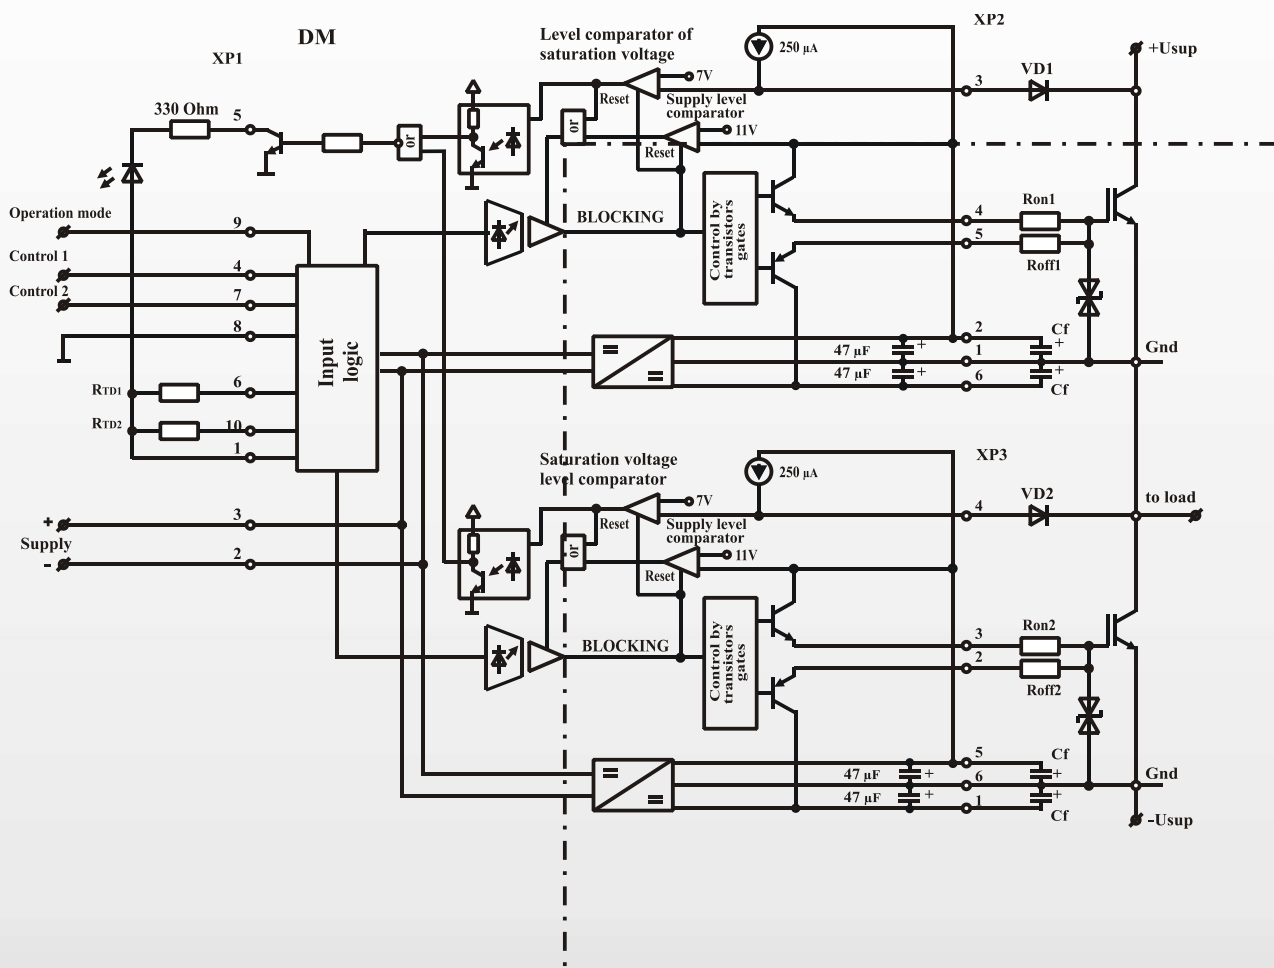 DM
XP1
XP2
Level comparator of
saturation voltage
250 µA
7V
Reset
Supply level
comparator
11V
Reset
or
or
3
VD1
+Usup
330 Ohm
5
Operation mode
9
Control 1
4
Control 2
7
8
BLOCKING
Control by
transistors
gates
4
Ron1
5
Roff1
Input
logic
RTD1
6
RTD2
10
1
47 µF
+
47 µF
+
2
1
6
Cf
+
+
Cf
Gnd
Saturation voltage
level comparator
XP3
250 µA
7V
Reset
Supply level
comparator
11V
Reset
or
4
VD2
to load
+
3
Supply
-
2
BLOCKING
Control by
transistors
gates
3
Ron2
2
Roff2
47 µF
+
47 µF
+
5
6
1
Cf
+
+
Cf
Gnd
-Usup